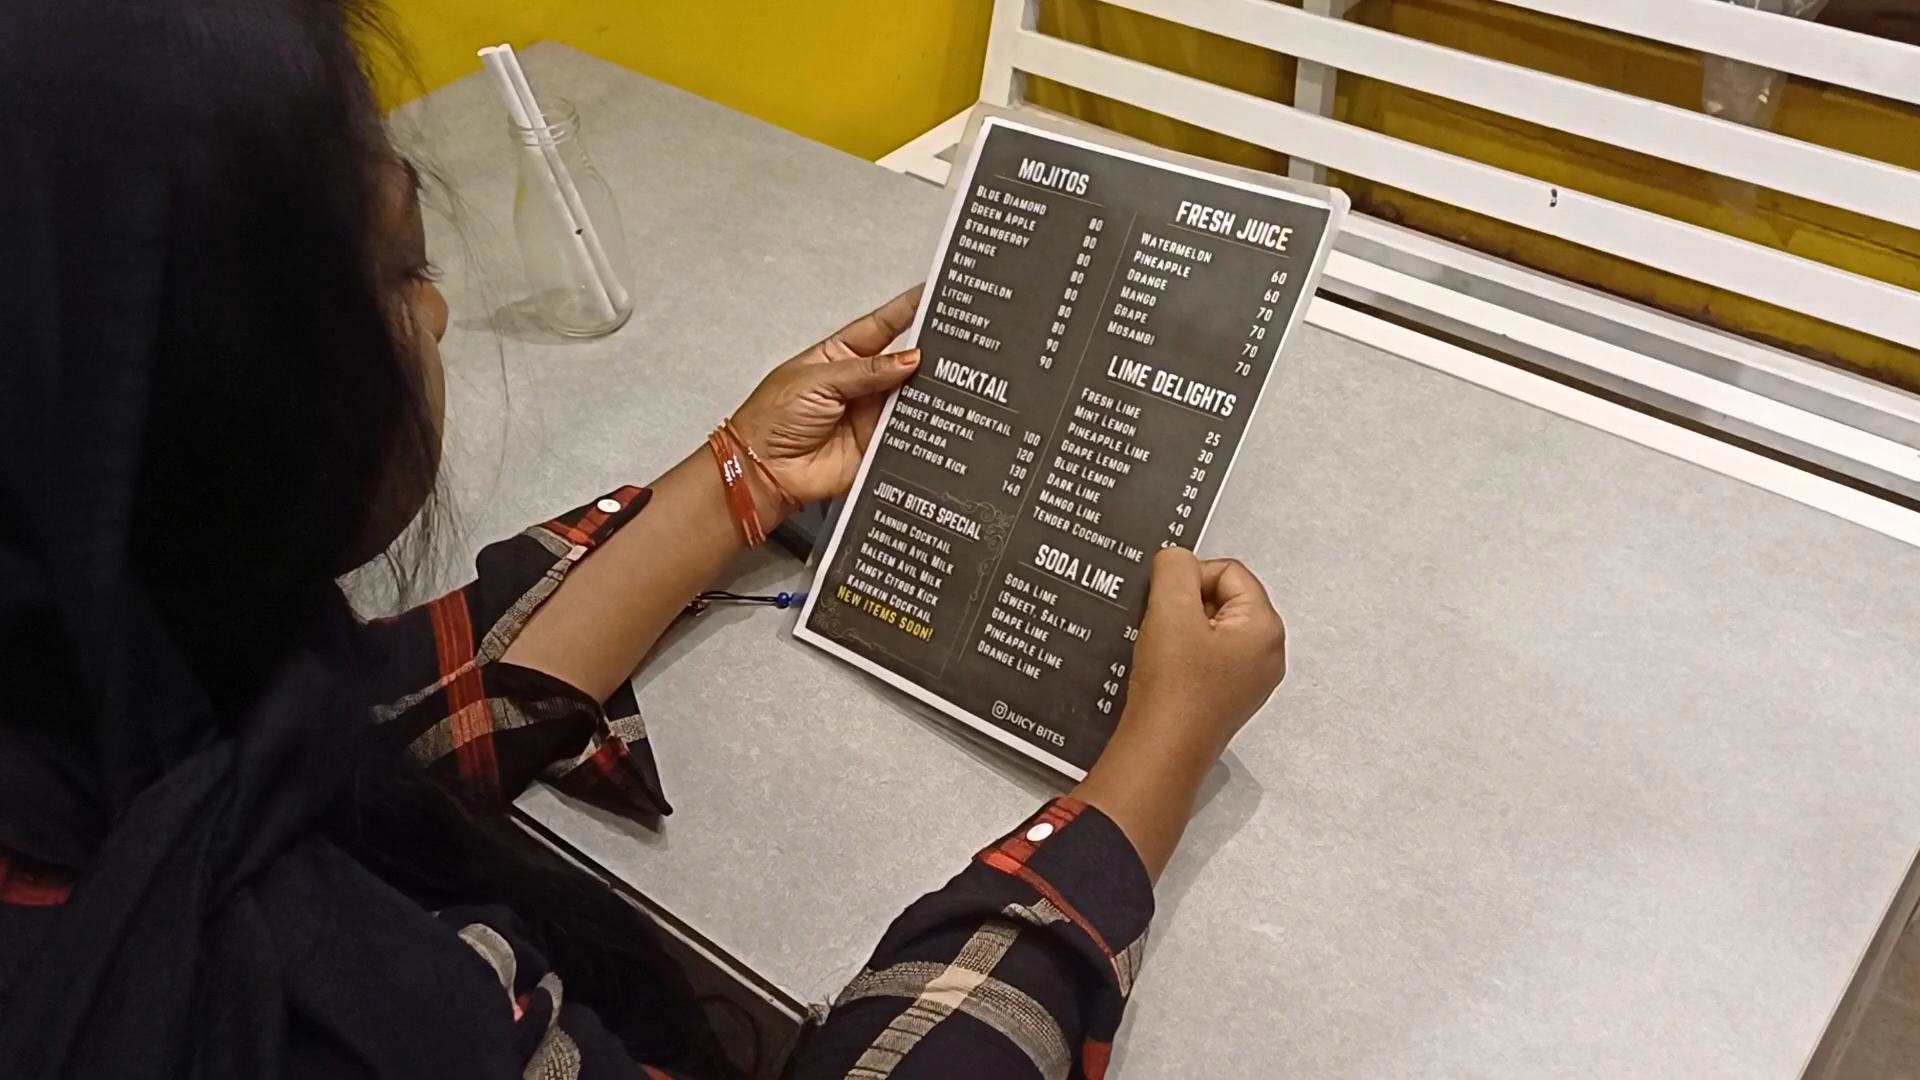 MOJITOS
BLUE DIAMOND 80
GREEN APPLE 80
STRAWBERRY 80
ORANGE 80
KIWI 80
WATERMELON 80
LITCHI 80
BLUEBERRY 90
PASSION FRUIT 90
MOCKTAIL
GREEN ISLAND MOCKTAIL 100
SUNSET MOCKTAIL 120
PIÑA COLADA 130
TANGY CITRUS KICK 140
JUICY BITES SPECIAL
KANNUR COCKTAIL
JABILANI AVIL MILK
HALEEM AVIL MILK
TANGY CITRUS KICK
KARIKKIN COCKTAIL
NEW ITEMS SOON!
FRESH JUICE
WATERMELON 60
PINEAPPLE 60
ORANGE 70
MANGO 70
GRAPE 70
MOSAMBI 70
LIME DELIGHTS
FRESH LIME 25
MINT LEMON 30
PINEAPPLE LIME 30
GRAPE LEMON 30
BLUE LEMON 40
DARK LIME 40
MANGO LIME
TENDER COCONUT LIME
SODA LIME
SODA LIME
(SWEET, SALT,MIX) 30
GRAPE LIME 40
PINEAPPLE LIME 40
ORANGE LIME 40
JUICY BITES